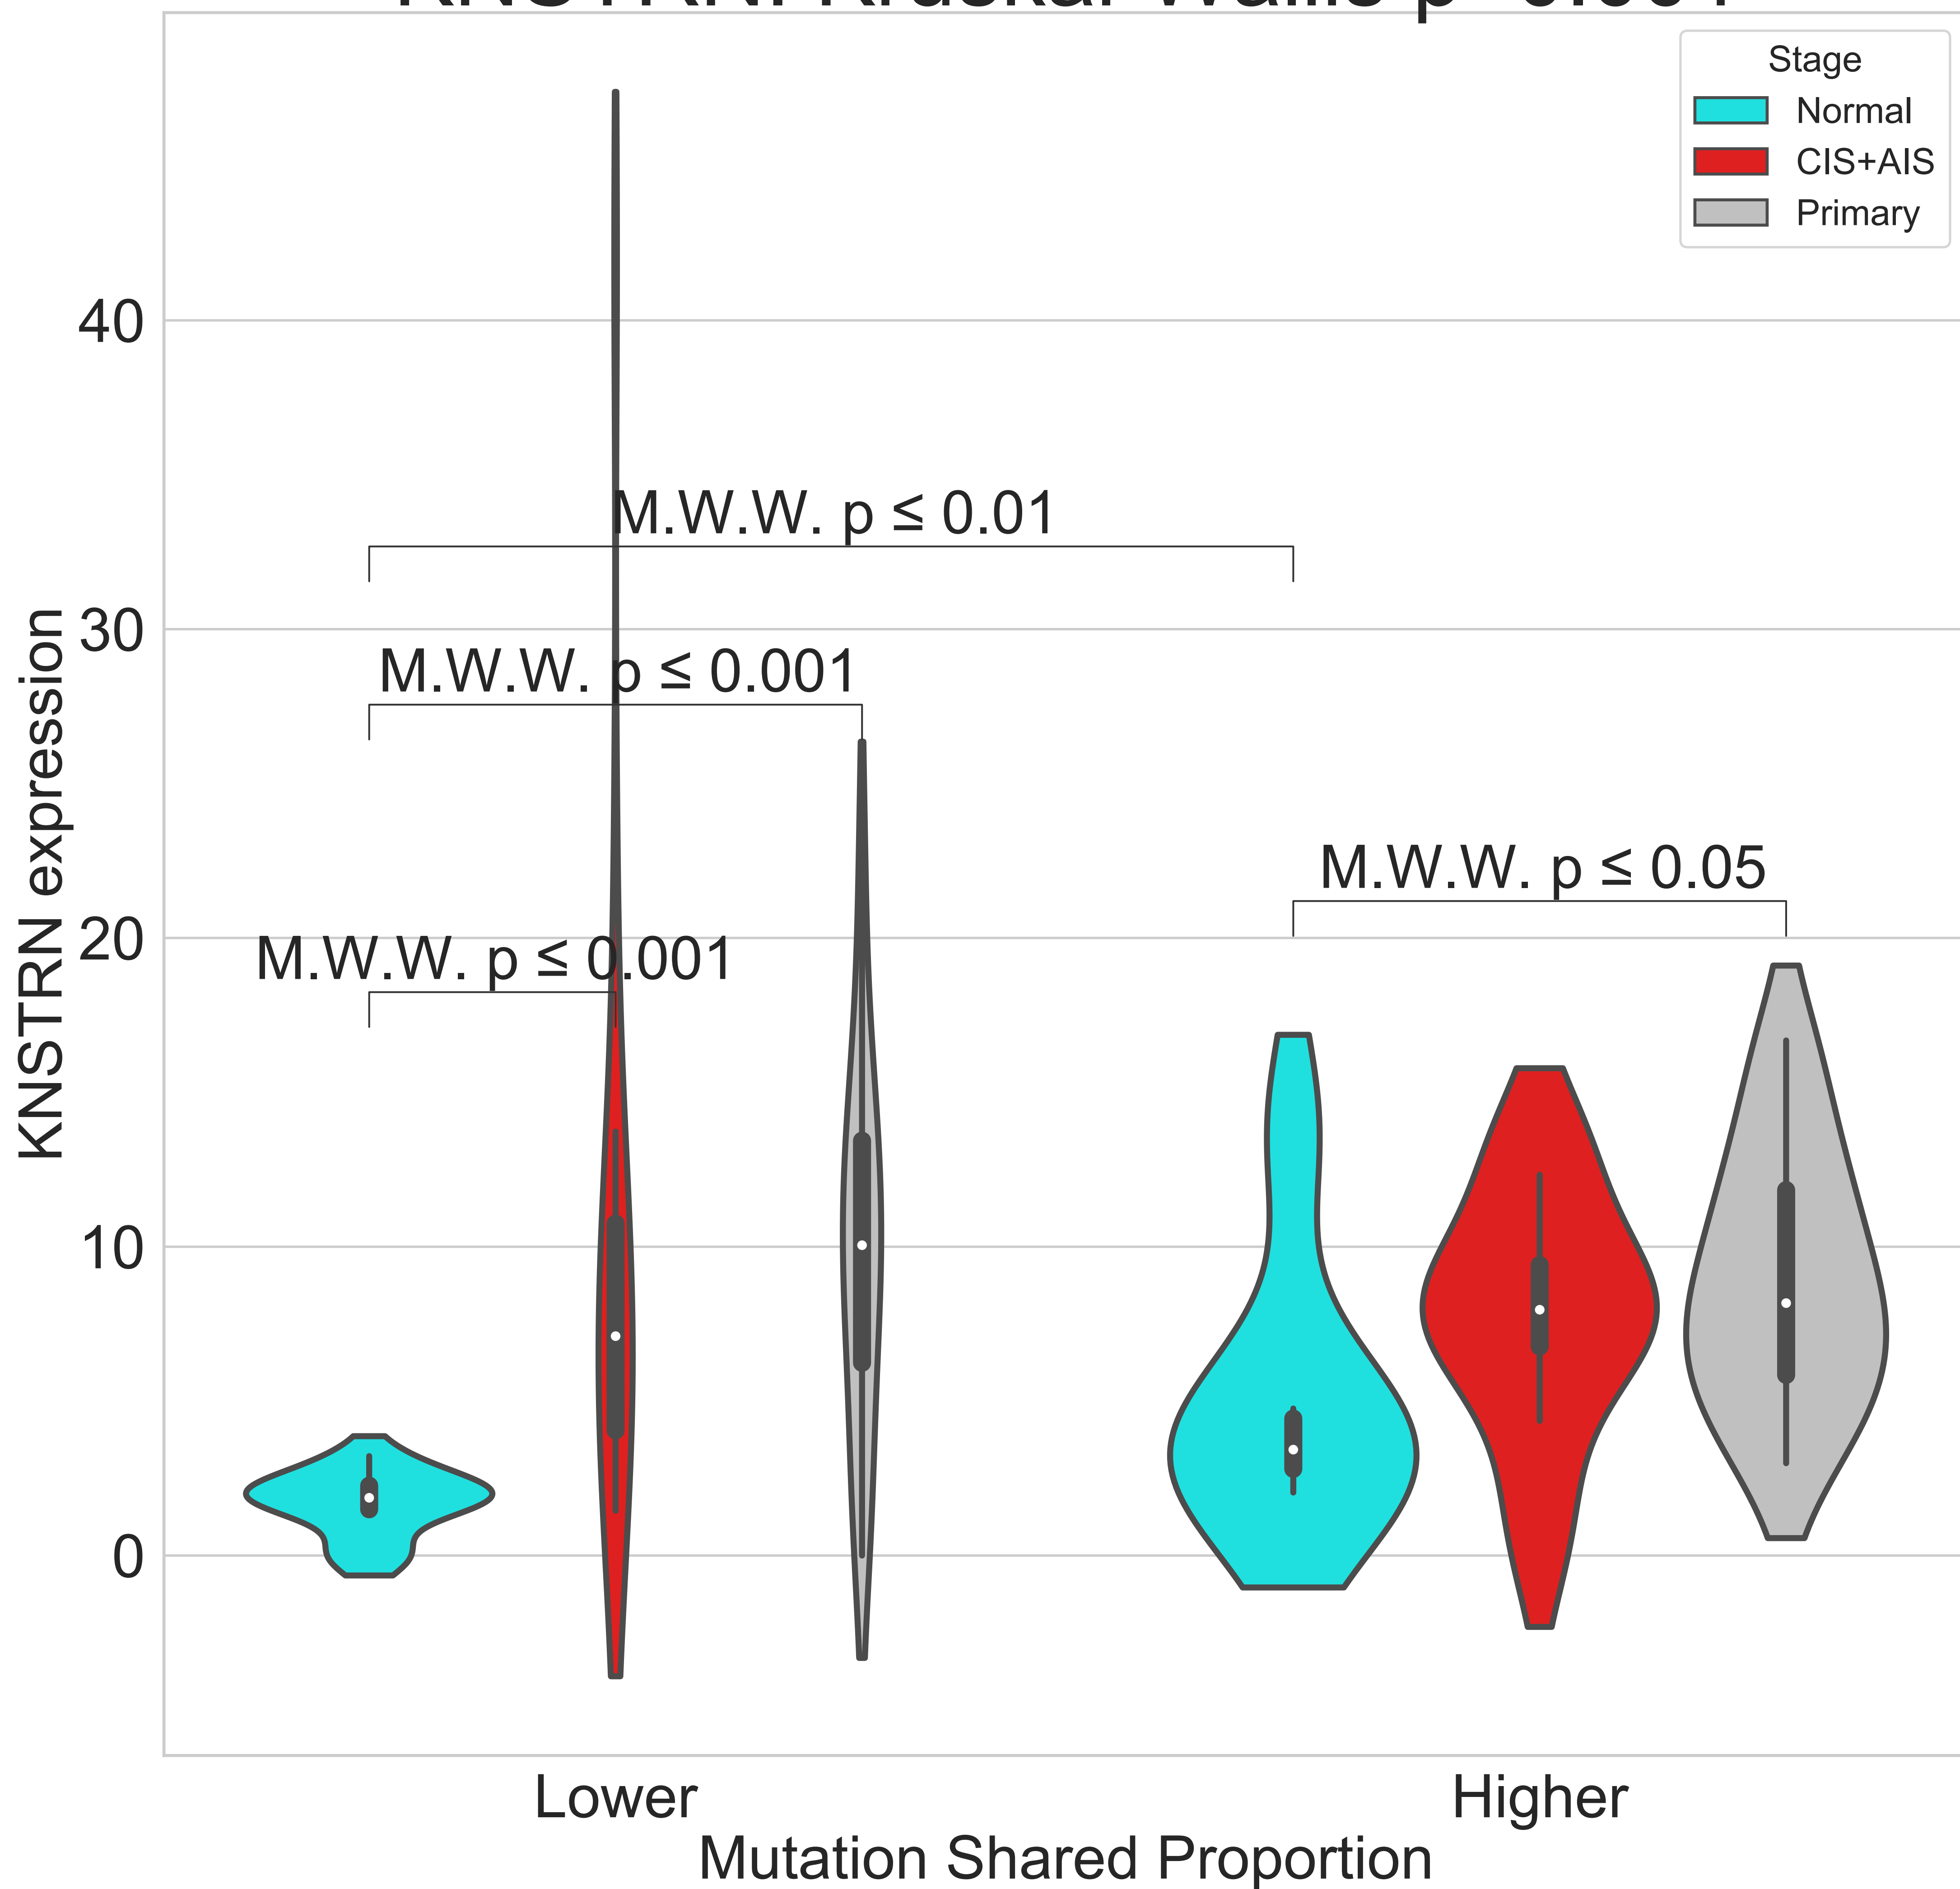 Stage
Normal
CIS+AIS
Primary
40
30
20
10
0
KNSTRN expression
M.W.W. p ≤ 0.01
M.W.W. p ≤ 0.001
M.W.W. p ≤ 0.001
M.W.W. p ≤ 0.05
Lower
Higher
Mutation Shared Proportion